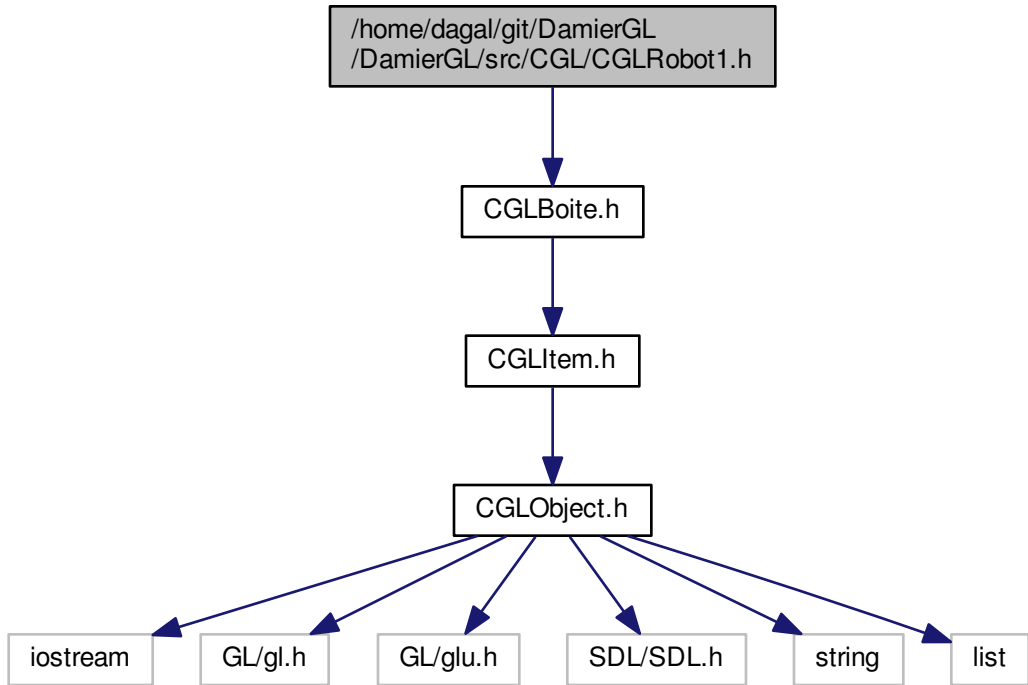 /home/dagal/git/DamierGL
/DamierGL/src/CGL/CGLRobot1.h
CGLBoite.h
CGLItem.h
CGLObject.h
iostream
GL/gl.h
GL/glu.h
SDL/SDL.h
string
list